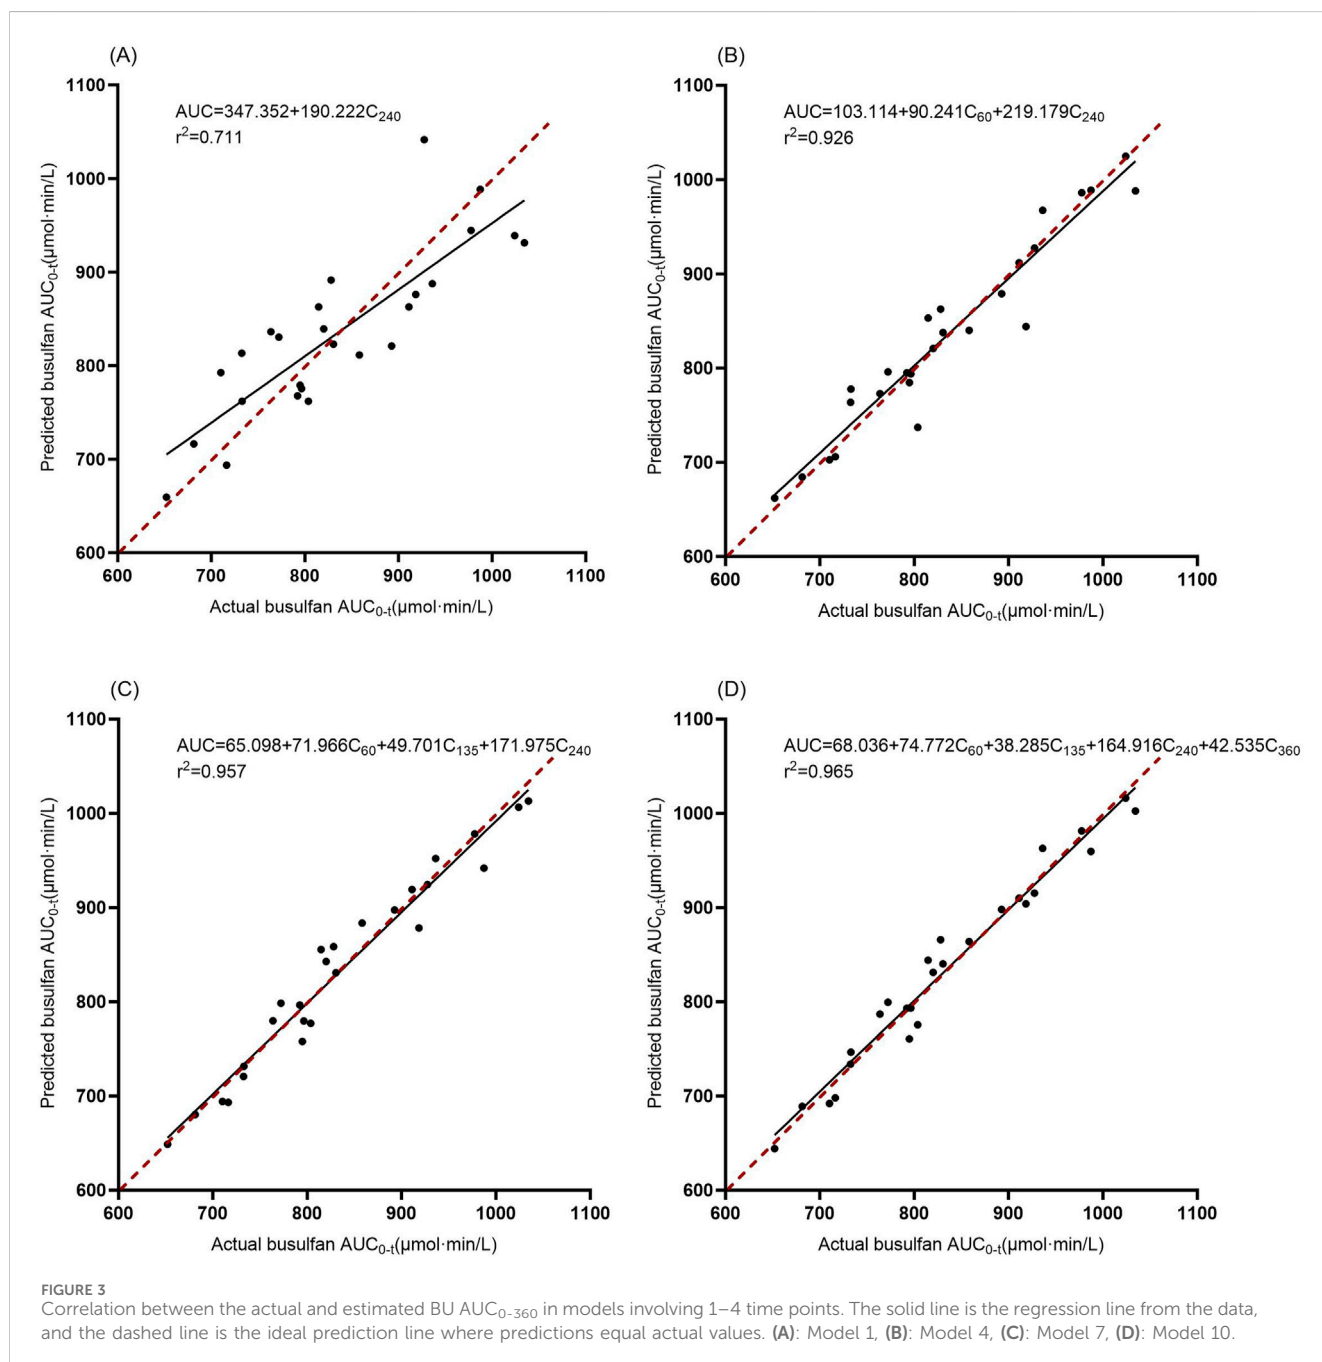 (A)
1100
1000
900
800
700
600
600 700 800 900 1000 1100
Predicted busulfan AUC0-t(μmol·min/L)
Actual busulfan AUC0-t(μmol·min/L)
AUC=347.352+190.222C240
r2=0.711
(B)
1100
1000
900
800
700
600
600 700 800 900 1000 1100
Predicted busulfan AUC0-t(μmol·min/L)
Actual busulfan AUC0-t(μmol·min/L)
AUC=103.114+90.241C60+219.179C240
r2=0.926
(C)
1100
1000
900
800
700
600
600 700 800 900 1000 1100
Predicted busulfan AUC0-t(μmol·min/L)
Actual busulfan AUC0-t(μmol·min/L)
AUC=65.098+71.966C60+49.701C135+171.975C240
r2=0.957
(D)
1100
1000
900
800
700
600
600 700 800 900 1000 1100
Predicted busulfan AUC0-t(μmol·min/L)
Actual busulfan AUC0-t(μmol·min/L)
AUC=68.036+74.772C60+38.285C135+164.916C240+42.535C360
r2=0.965
FIGURE 3
Correlation between the actual and estimated BU AUC0-360 in models involving 1–4 time points. The solid line is the regression line from the data,
and the dashed line is the ideal prediction line where predictions equal actual values. (A): Model 1, (B): Model 4, (C): Model 7, (D): Model 10.